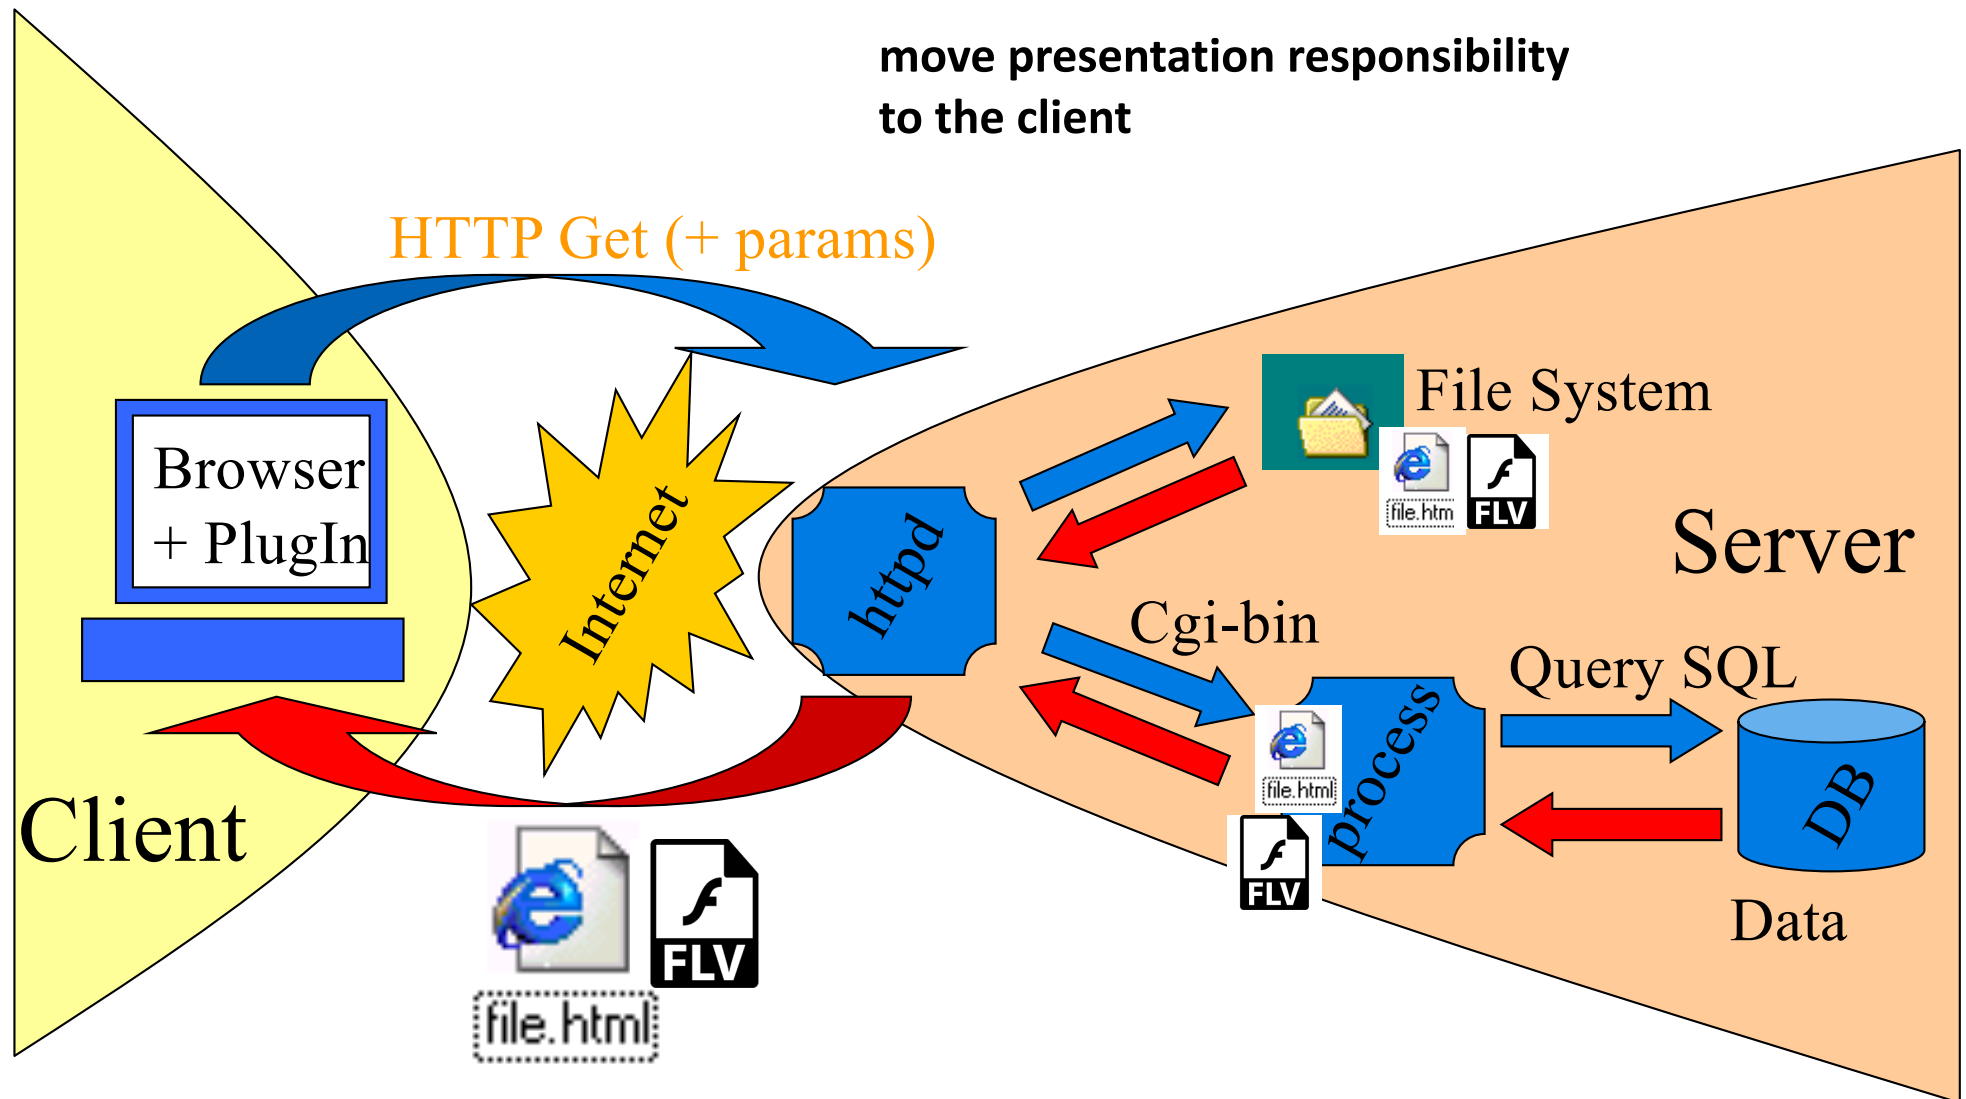 move presentation responsibility
to the client
HTTP Get (+ params)
Browser
+ PlugIn
Internet
httpd
File System
file.htm
FLV
Server
Cgi-bin
Query SQL
process
file.html
FLV
DB
Data
Client
FLV
file.html